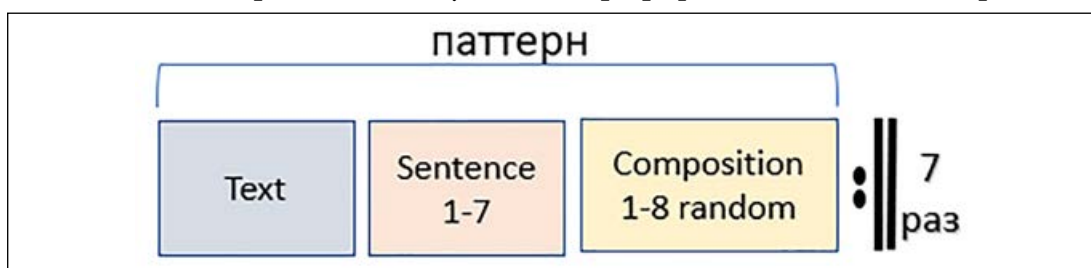 паттерн
Text
Sentence
1-7
Composition
1-8 random
7
раз